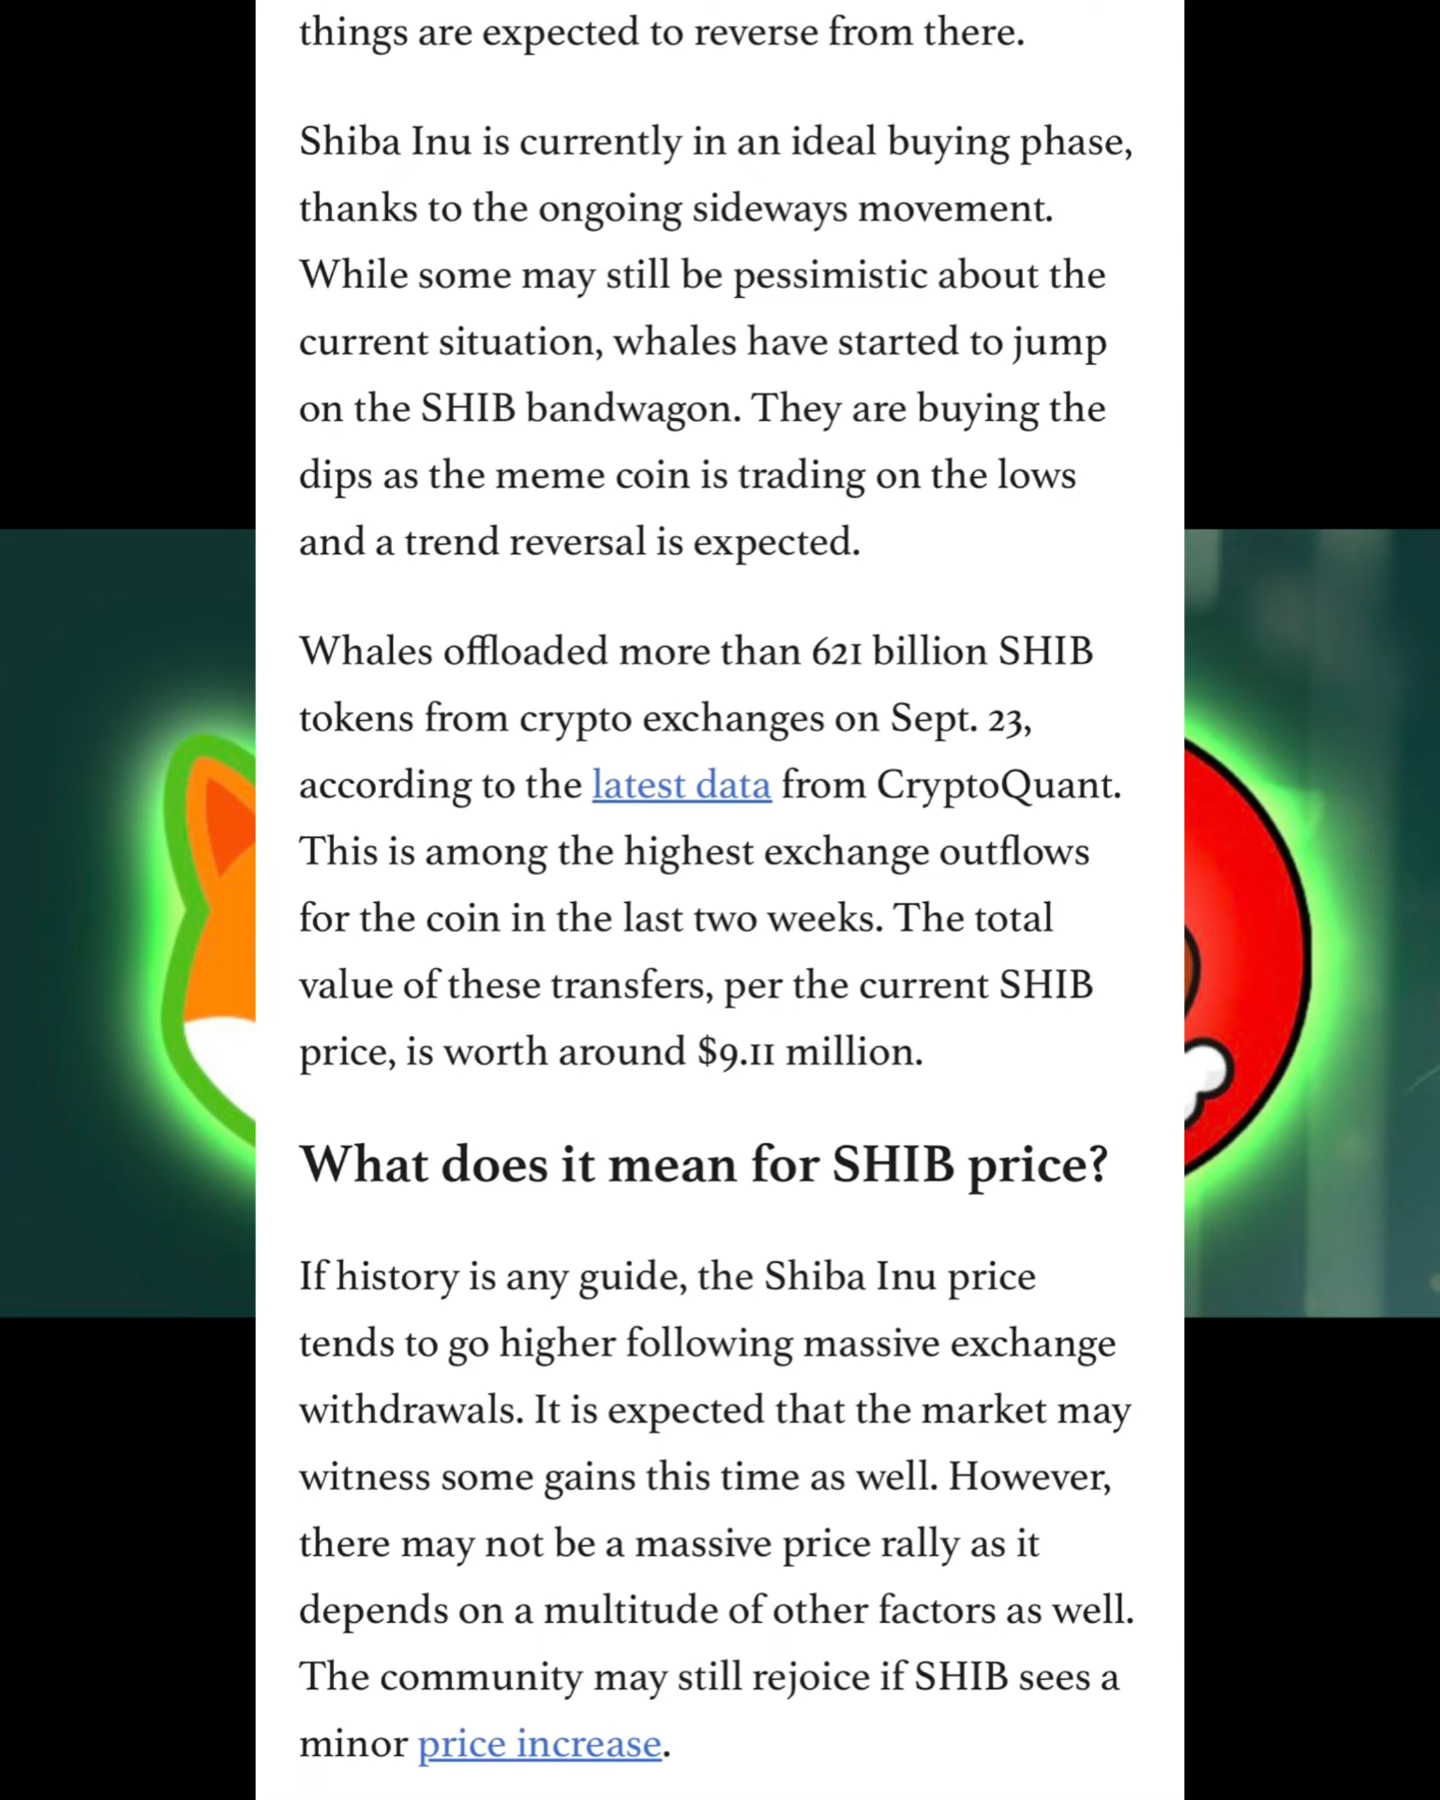 things are expected to reverse from there.
Shiba Inu is currently in an ideal buying phase,
thanks to the ongoing sideways movement.
While some may still be pessimistic about the
current situation, whales have started to jump
on the SHIB bandwagon. They are buying the
dips as the meme coin is trading on the lows
and a trend reversal is expected.
Whales offloaded more than 621 billion SHIB
tokens from crypto exchanges on Sept. 23,
according to the latest data from CryptoQuant.
This is among the highest exchange outflows
for the coin in the last two weeks. The total
value of these transfers, per the current SHIB
price, is worth around $9.11 million.
What does it mean for SHIB price?
If history is any guide, the Shiba Inu price
tends to go higher following massive exchange
withdrawals. It is expected that the market may
witness some gains this time as well. However,
there may not be a massive price rally as it
depends on a multitude of other factors as well.
The community may still rejoice if SHIB sees a
minor price increase.